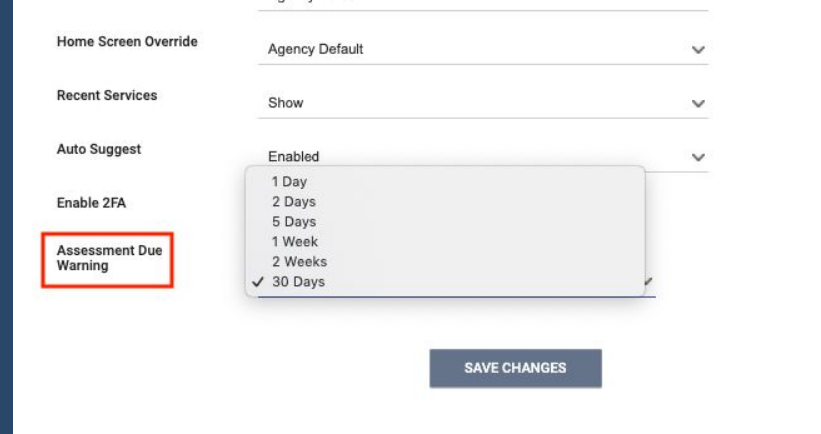 Home Screen Override
Agency Default
Recent Services
Show
Auto Suggest
Enabled
Enable 2FA
1 Day
2 Days
5 Days
1 Week
2 Weeks
✓ 30 Days
Assessment Due
Warning
SAVE CHANGES